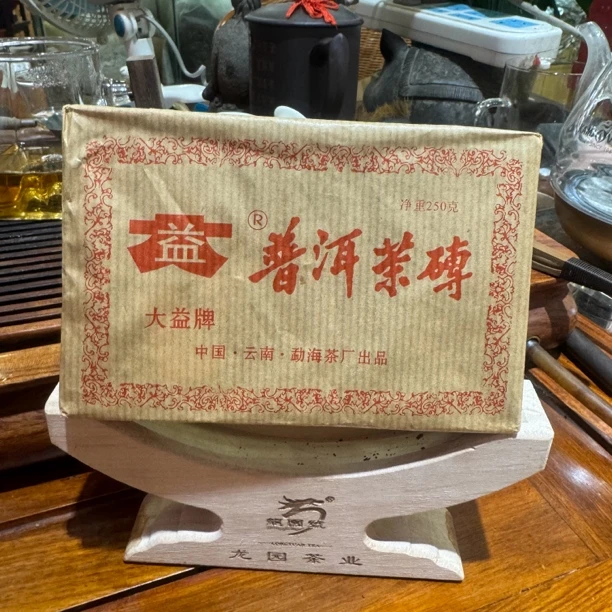 净重250克
益® 普洱茶砖
大益牌
中国·云南·勐海茶厂出品
龙园茶业